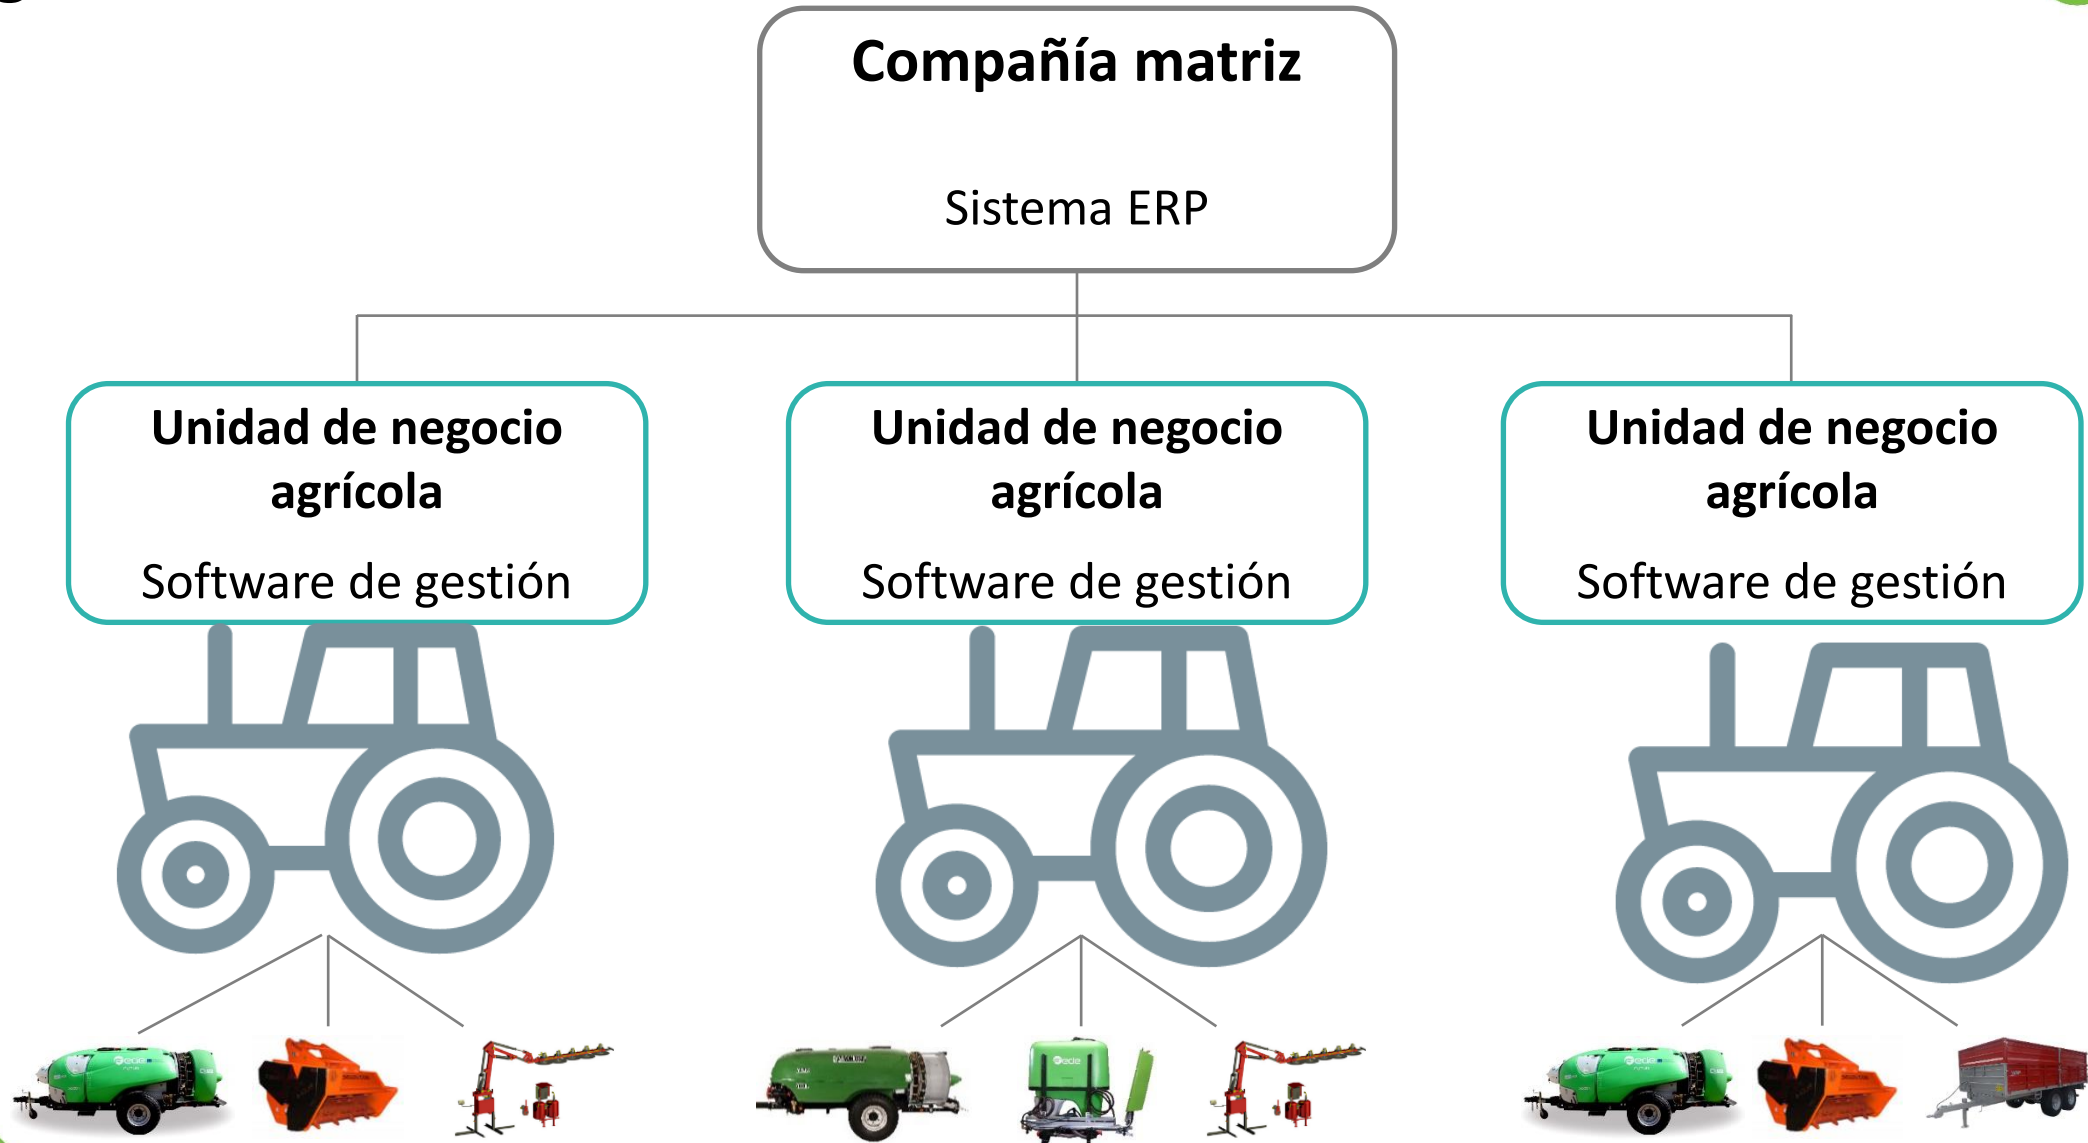 Compañía matriz
Sistema ERP
Unidad de negocio
agrícola
Software de gestión
Unidad de negocio
agrícola
Software de gestión
Unidad de negocio
agrícola
Software de gestión